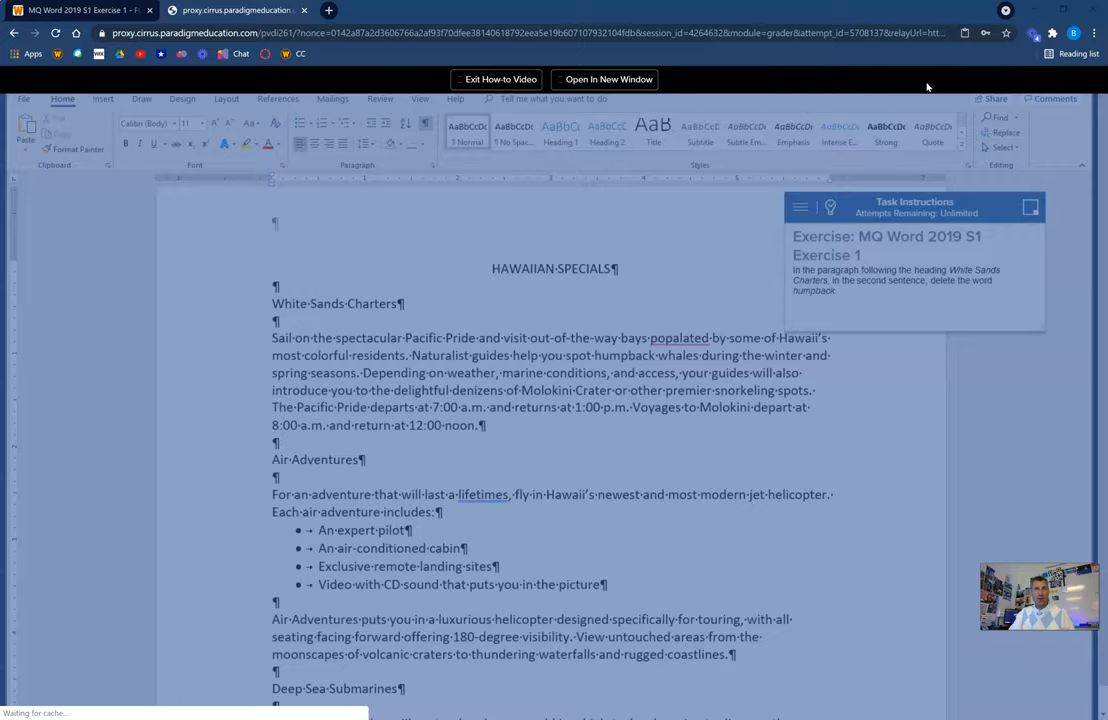 MQ Word 2019 S1 Exercise 1 - F
proxy.cirrus.paradigmeducation.
proxy.cirrus.paradigmeducation.com/pvdi261/?nonce=0142a87a2d3606766a2af93f70dfee38140618792eea5e19b607107932104fdb&session_id=4264632&module=grader&attempt_id=5708137&relayUrl=htt...
Apps Chat CC Reading list
Exit How-to Video Open In New Window
File Home Insert Draw Design Layout References Mailings Review View Help Tell me what you want to do Share Comments
Calibri (Body) 11 Aa AaBbCcDc AaBbCcDc AaBbCc AaBbCcC AaB AaBbCcD AaBbCcDc AaBbCcDc AaBbCcDc AaBbCcDc AaBbCcDc Find
Cut
Copy
Format Painter
Paste
¶ Normal ¶ No Spac... Heading 1 Heading 2 Title Subtitle Subtle Em... Emphasis Intense E... Strong Quote Replace
Select
Clipboard Font Paragraph Styles Editing
Task Instructions
Attempts Remaining: Unlimited
Exercise: MQ Word 2019 S1
Exercise 1
In the paragraph following the heading White Sands
Charters, in the second sentence, delete the word
humpback.
¶
HAWAIIAN·SPECIALS¶
¶
White·Sands·Charters¶
¶
Sail·on·the·spectacular·Pacific·Pride·and·visit·out-of-the-way·bays·popalated·by·some·of·Hawaii's·
most·colorful·residents.·Naturalist·guides·help·you·spot·humpback·whales·during·the·winter·and·
spring·seasons.·Depending·on·weather,·marine·conditions,·and·access,·your·guides·will·also·
introduce·you·to·the·delightful·denizens·of·Molokini·Crater·or·other·premier·snorkeling·spots.·
The·Pacific·Pride·departs·at·7:00·a.m.·and·returns·at·1:00·p.m.·Voyages·to·Molokini·depart·at·
8:00·a.m.·and·return·at·12:00·noon.¶
¶
Air·Adventures¶
¶
For·an·adventure·that·will·last·a·lifetimes,·fly·in·Hawaii's·newest·and·most·modern·jet·helicopter.·
Each·air·adventure·includes:¶
• → An·expert·pilot¶
• → An·air-conditioned·cabin¶
• → Exclusive·remote·landing·sites¶
• → Video·with·CD·sound·that·puts·you·in·the·picture¶
¶
Air·Adventures·puts·you·in·a·luxurious·helicopter·designed·specifically·for·touring,·with·all·
seating·facing·forward·offering·180-degree·visibility.·View·untouched·areas·from·the·
moonscapes·of·volcanic·craters·to·thundering·waterfalls·and·rugged·coastlines.¶
¶
Deep·Sea·Submarines¶
¶
Waiting for cache...